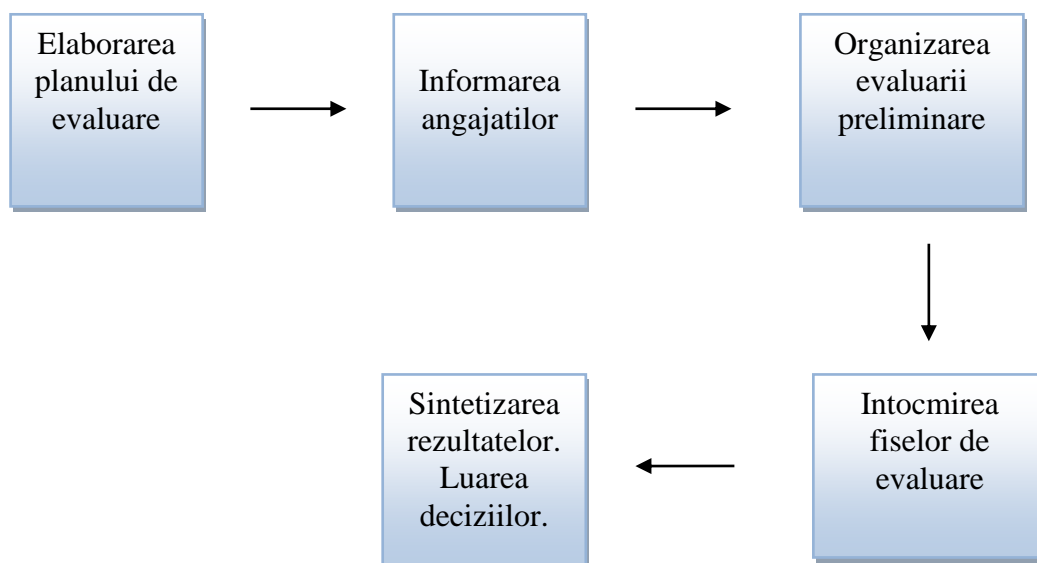 Elaborarea
planului de
evaluare
Informarea
angajatilor
Organizarea
evaluarii
preliminare
Intocmirea
fiselor de
evaluare
Sintetizarea
rezultatelor.
Luarea
deciziilor.